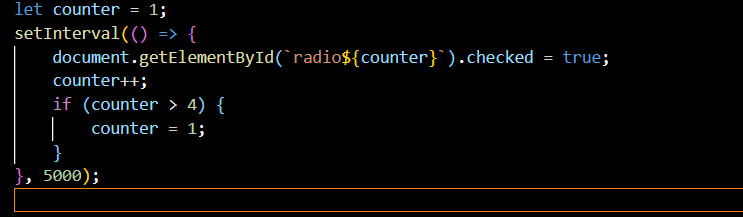 let counter = 1;
setInterval(() => {
    document.getElementById(`radio${counter}`).checked = true;
    counter++;
    if (counter > 4) {
        counter = 1;
    }
}, 5000);